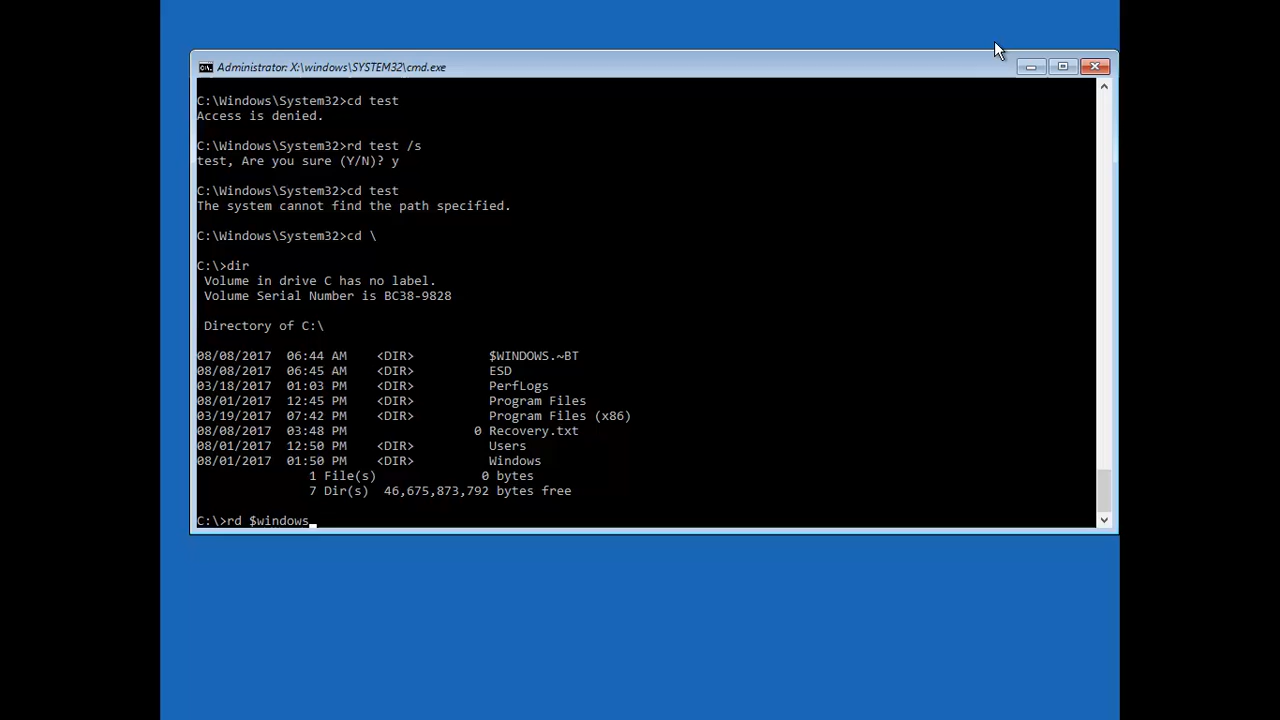 Administrator: X:\windows\SYSTEM32\cmd.exe
C:\Windows\System32>cd test
Access is denied.
C:\Windows\System32>rd test /s
test, Are you sure (Y/N)? y
C:\Windows\System32>cd test
The system cannot find the path specified.
C:\Windows\System32>cd \
C:\>dir
Volume in drive C has no label.
Volume Serial Number is BC38-9828
Directory of C:\
08/08/2017 06:44 AM <DIR> $WINDOWS.~BT
08/08/2017 06:45 AM <DIR> ESD
03/18/2017 01:03 PM <DIR> PerfLogs
08/01/2017 12:45 PM <DIR> Program Files
03/19/2017 07:42 PM <DIR> Program Files (x86)
08/08/2017 03:48 PM 0 Recovery.txt
08/01/2017 12:50 PM <DIR> Users
08/01/2017 01:50 PM <DIR> Windows
1 File(s) 0 bytes
7 Dir(s) 46,675,873,792 bytes free
C:\>rd $windows_